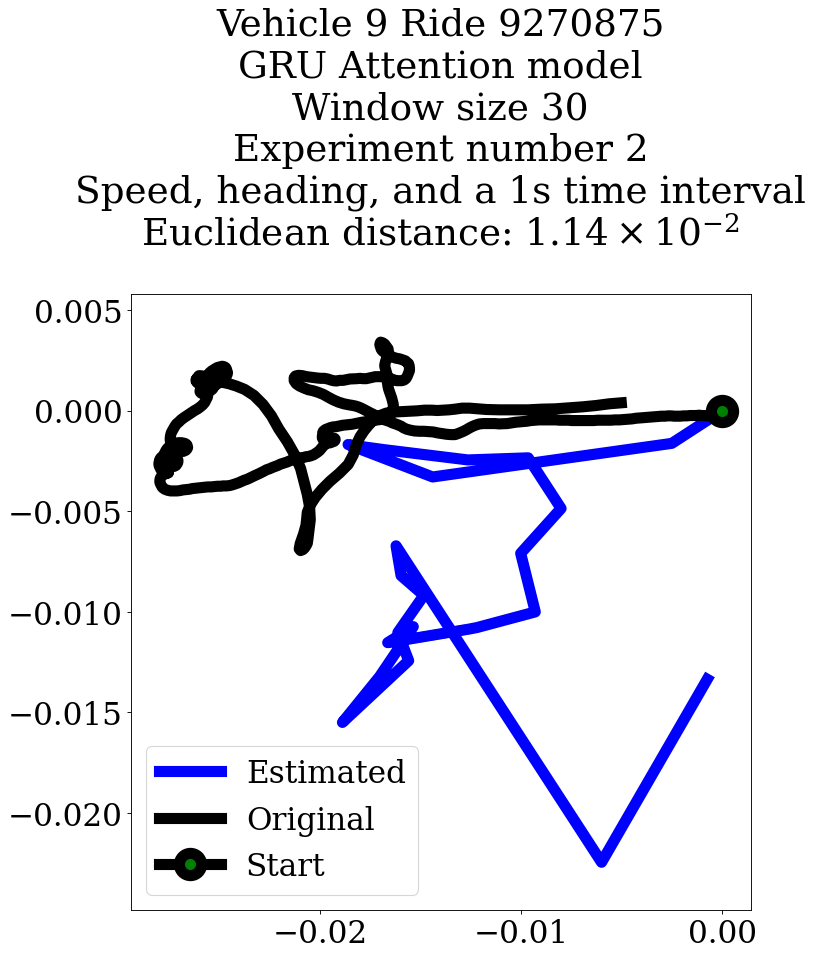 Vehicle 9 Ride 9270875
GRU Attention model
Window size 30
Experiment number 2
Speed, heading, and a 1s time interval
Euclidean distance: 1.14 × 10⁻²
0.005
0.000
−0.005
−0.010
−0.015
−0.020
Estimated
Original
Start
−0.02
−0.01
0.00